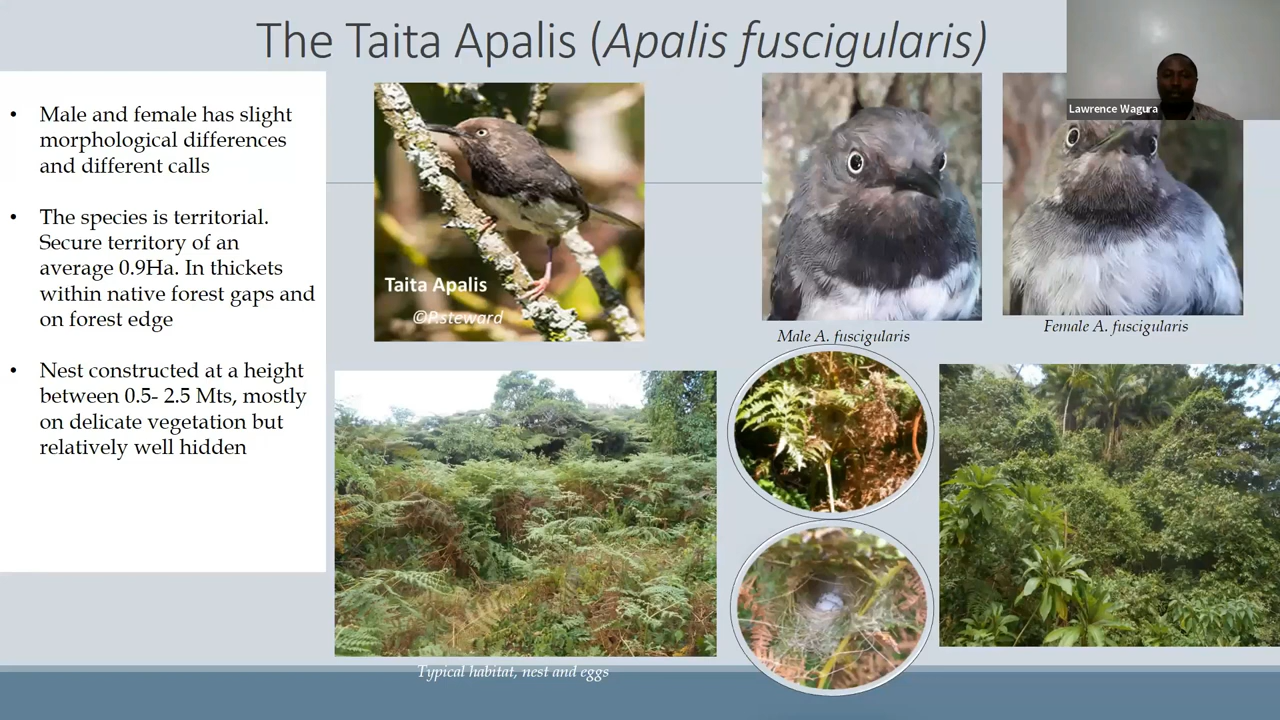 The Taita Apalis (Apalis fuscigularis)
Lawrence Wagura
• Male and female has slight
morphological differences
and different calls
• The species is territorial.
Secure territory of an
average 0.9Ha. In thickets
within native forest gaps and
on forest edge
• Nest constructed at a height
between 0.5- 2.5 Mts, mostly
on delicate vegetation but
relatively well hidden
Taita Apalis
©P.steward
Male A. fuscigularis
Female A. fuscigularis
Typical habitat, nest and eggs